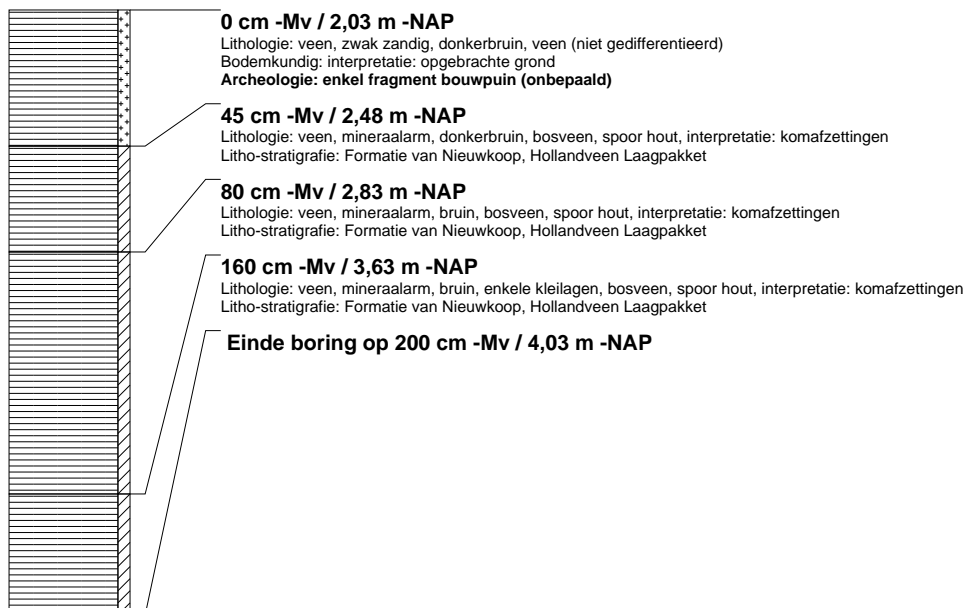 0 cm -Mv / 2,03 m -NAP
Lithologie: veen, zwak zandig, donkerbruin, veen (niet gedifferentieerd)
Bodemkundig: interpretatie: opgebrachte grond
Archeologie: enkel fragment bouwpuin (onbepaald)
45 cm -Mv / 2,48 m -NAP
Lithologie: veen, mineraalarm, donkerbruin, bosveen, spoor hout, interpretatie: komafzettingen
Litho-stratigrafie: Formatie van Nieuwkoop, Hollandveen Laagpakket
80 cm -Mv / 2,83 m -NAP
Lithologie: veen, mineraalarm, bruin, bosveen, spoor hout, interpretatie: komafzettingen
Litho-stratigrafie: Formatie van Nieuwkoop, Hollandveen Laagpakket
160 cm -Mv / 3,63 m -NAP
Lithologie: veen, mineraalarm, bruin, enkele kleilagen, bosveen, spoor hout, interpretatie: komafzettingen
Litho-stratigrafie: Formatie van Nieuwkoop, Hollandveen Laagpakket
Einde boring op 200 cm -Mv / 4,03 m -NAP